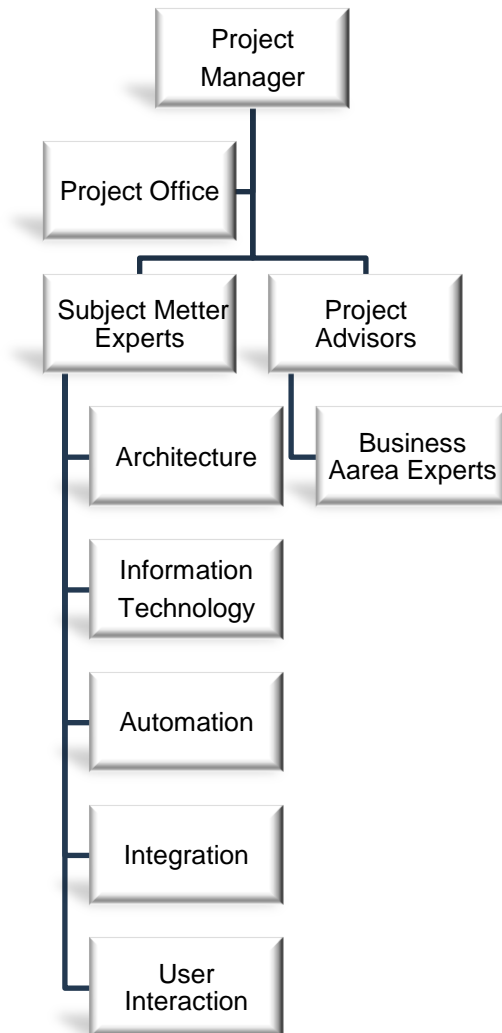 Project
Manager
Project Office
Subject Metter
Experts
Project
Advisors
Architecture
Business
Aarea Experts
Information
Technology
Automation
Integration
User
Interaction